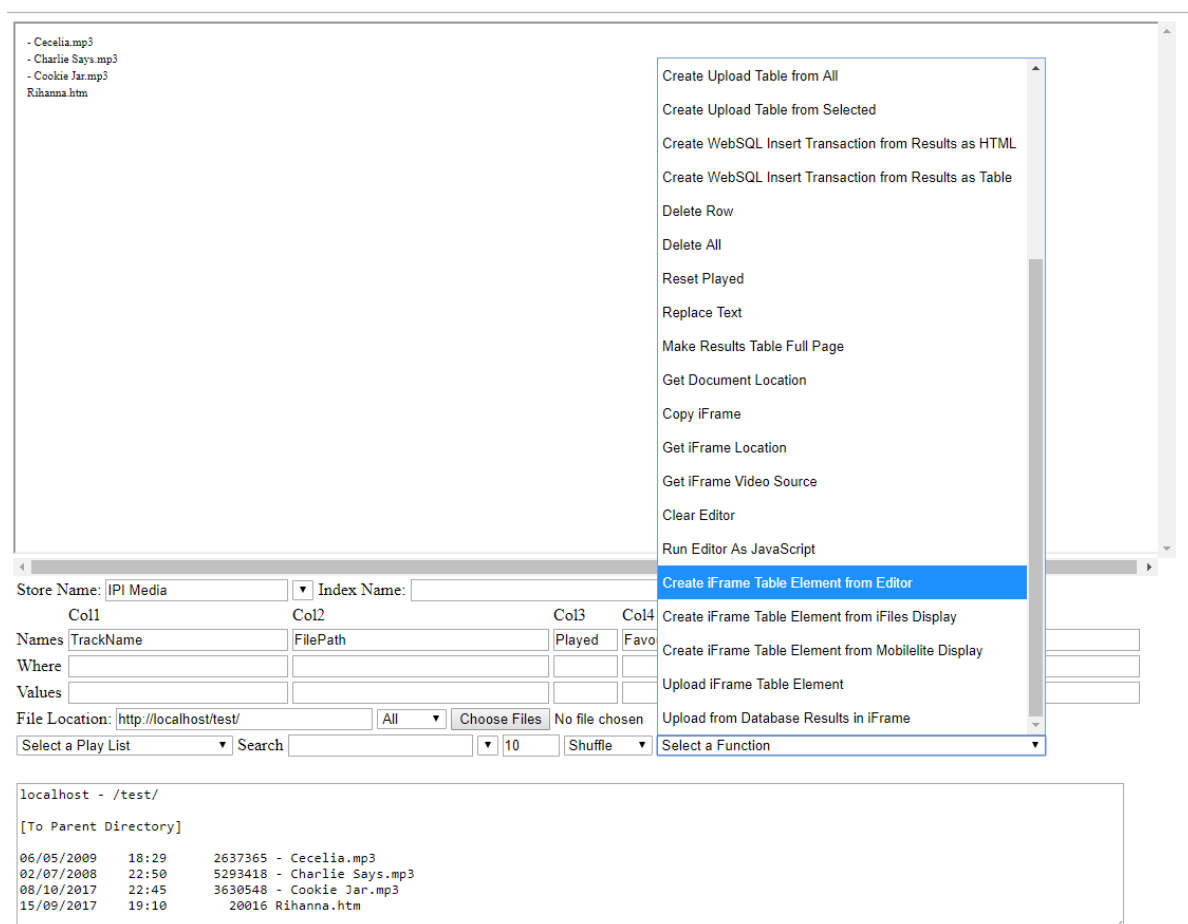 - Cecelia.mp3
- Charlie Says.mp3
- Cookie Jar.mp3
Rihanna.htm
Create Upload Table from All
Create Upload Table from Selected
Create WebSQL Insert Transaction from Results as HTML
Create WebSQL Insert Transaction from Results as Table
Delete Row
Delete All
Reset Played
Replace Text
Make Results Table Full Page
Get Document Location
Copy iFrame
Get iFrame Location
Get iFrame Video Source
Clear Editor
Run Editor As JavaScript
Create iFrame Table Element from Editor
Create iFrame Table Element from iFiles Display
Create iFrame Table Element from Mobilelite Display
Upload iFrame Table Element
Upload from Database Results in iFrame
Store Name: IPI Media Index Name:
Col1 Col2 Col3 Col4
Names TrackName FilePath Played Favo
Where
Values
File Location: http://localhost/test/ All Choose Files No file chosen
Select a Play List Search 10 Shuffle Select a Function
localhost - /test/
[To Parent Directory]
06/05/2009 18:29 2637365 - Cecelia.mp3
02/07/2008 22:50 5293418 - Charlie Says.mp3
08/10/2017 22:45 3630548 - Cookie Jar.mp3
15/09/2017 19:10 20016 Rihanna.htm